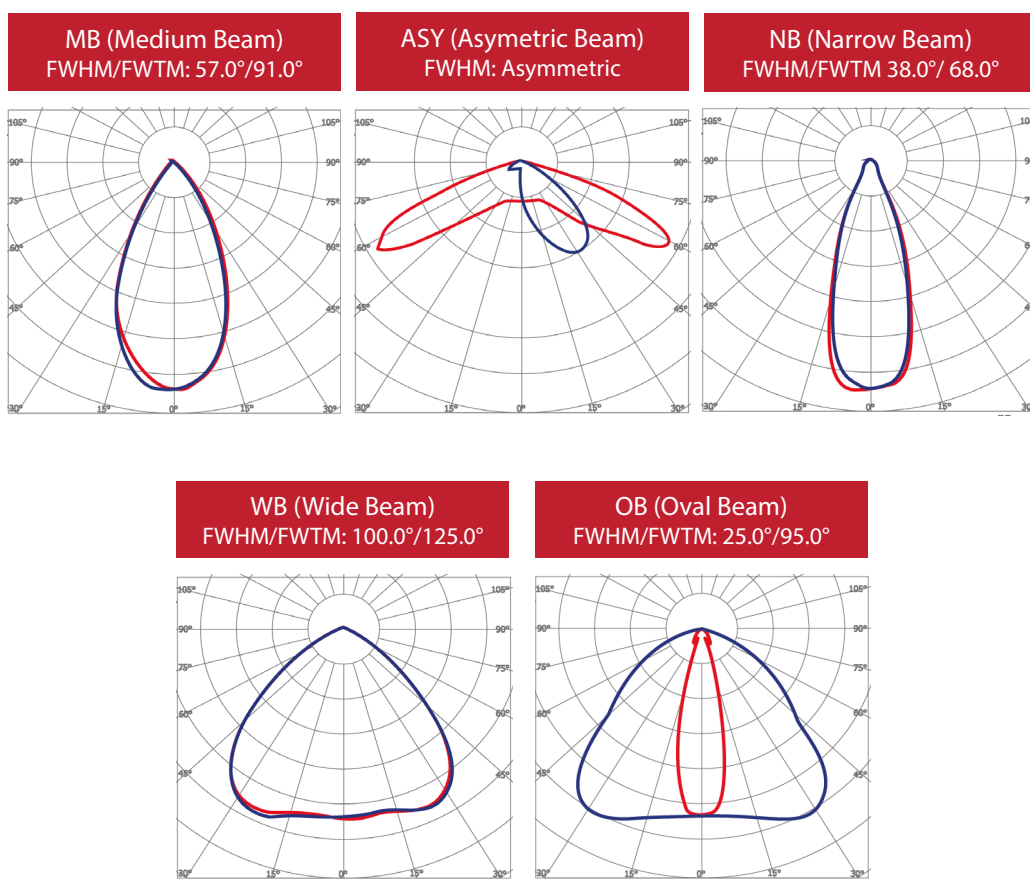 MB (Medium Beam)
FWHM/FWTM: 57.0°/91.0°
105° 105°
90° 90°
75° 75°
60° 60°
45° 45°
30° 15° 0° 15° 30°
ASY (Asymetric Beam)
FWHM: Asymmetric
105° 105°
90° 90°
75° 75°
60° 60°
45° 45°
30° 15° 0° 15° 30°
NB (Narrow Beam)
FWHM/FWTM 38.0°/ 68.0°
105°
90° 90°
75° 75°
60° 60°
45° 45°
30° 15° 0° 15° 30°
WB (Wide Beam)
FWHM/FWTM: 100.0°/125.0°
105° 105°
90° 90°
75° 75°
60° 60°
45° 45°
30° 15° 0° 15° 30°
OB (Oval Beam)
FWHM/FWTM: 25.0°/95.0°
105° 105°
90° 90°
75° 75°
60° 60°
45° 45°
30° 15° 0° 15° 30°